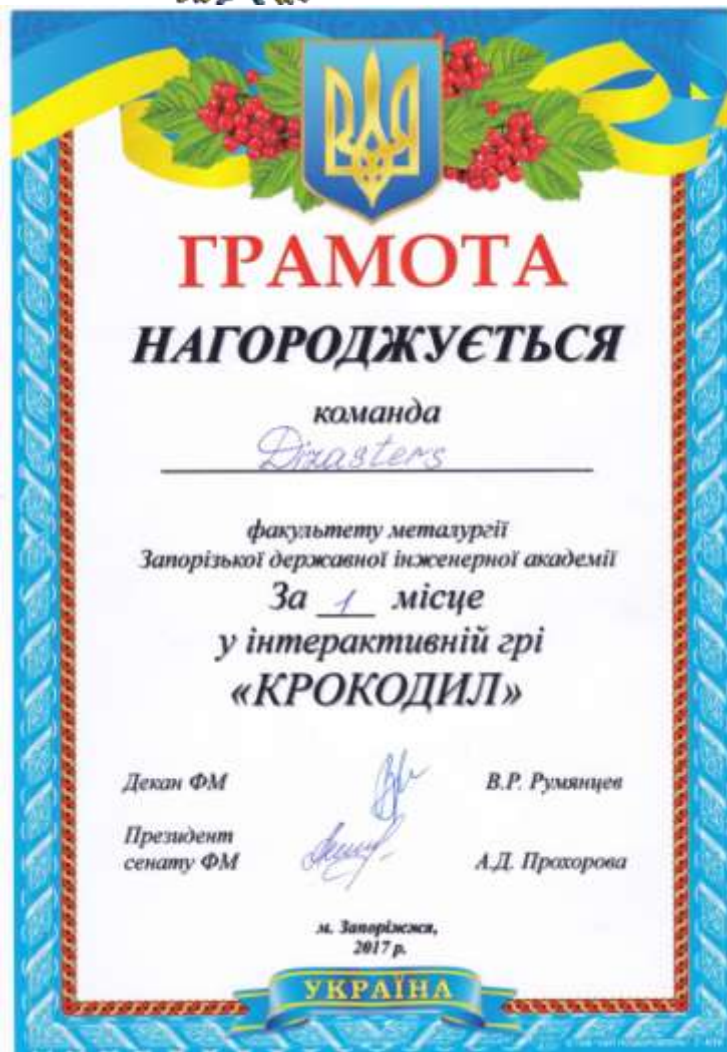 ГРАМОТА
НАГОРОДЖУЄТЬСЯ
команда
Dizasters
факультету металургії
Запорізької державної інженерної академії
За 1 місце
у інтерактивній грі
«КРОКОДИЛ»
Декан ФМ В.Р. Румянцев
Президент
сенату ФМ А.Д. Прохорова
м. Запоріжжя,
2017 р.
УКРАЇНА